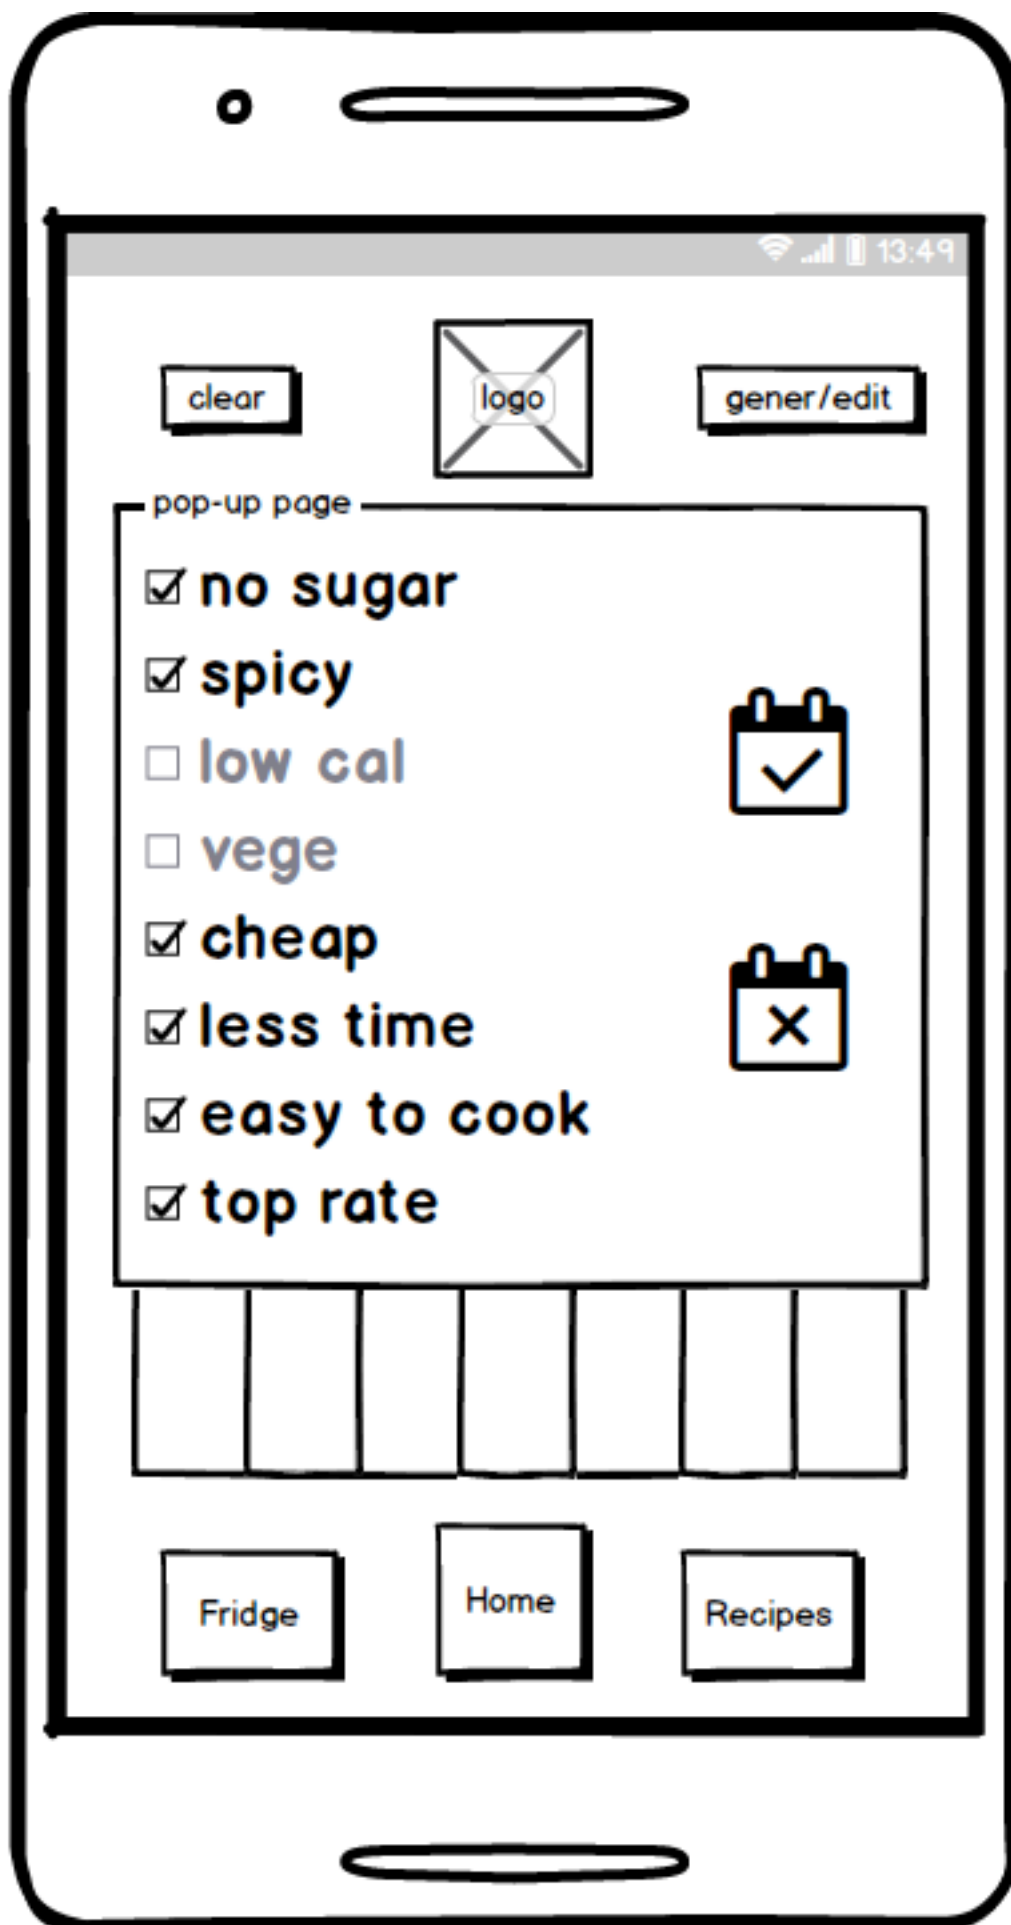 13:49
clear
logo
gener/edit
pop-up page
no sugar
spicy
low cal
vege
cheap
less time
easy to cook
top rate
Fridge
Home
Recipes